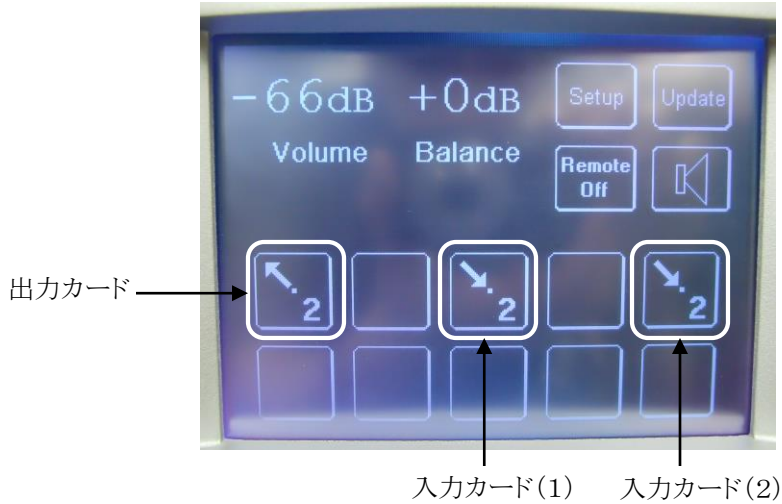 -66dB +0dB Setup Update
Volume Balance Remote Off
出力カード
.2 .2 .2
入力カード(1) 入力カード(2)